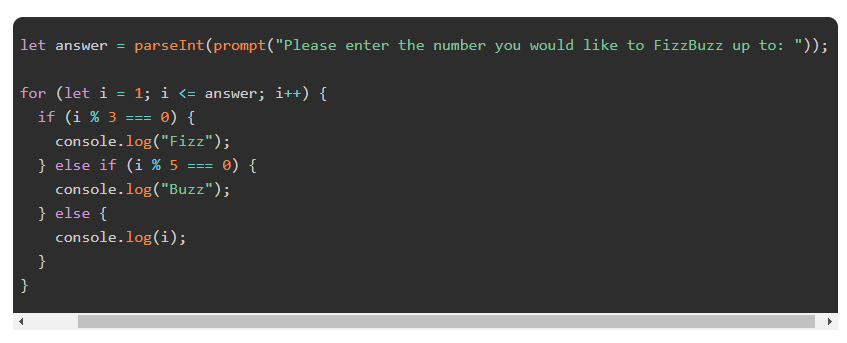 let answer = parseInt(prompt("Please enter the number you would like to FizzBuzz up to: "));
for (let i = 1; i <= answer; i++) {
  if (i % 3 === 0) {
    console.log("Fizz");
  } else if (i % 5 === 0) {
    console.log("Buzz");
  } else {
    console.log(i);
  }
}